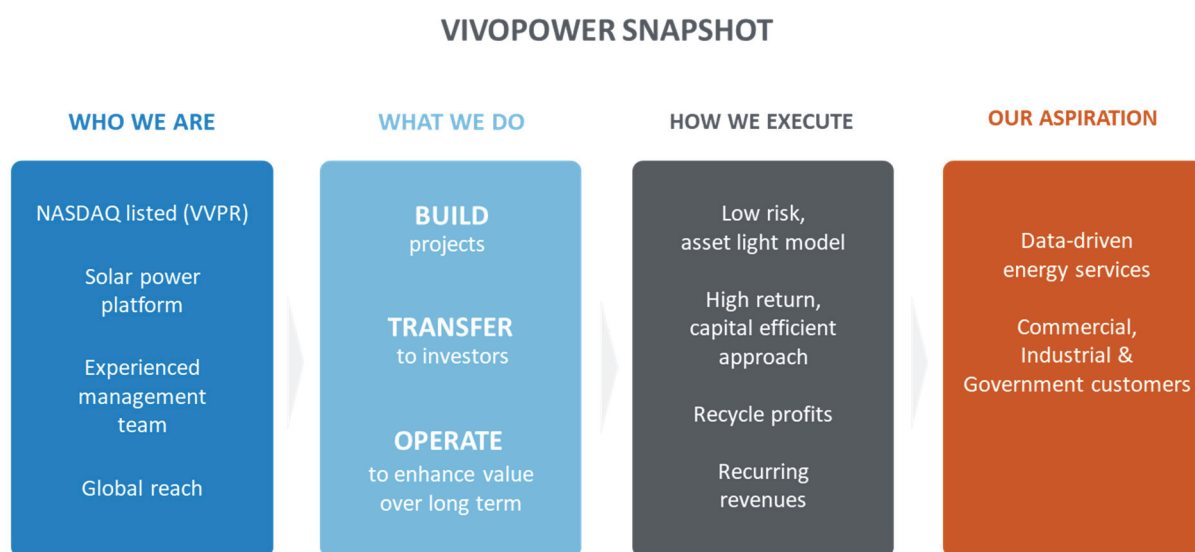 VIVOPOWER SNAPSHOT
WHO WE ARE
NASDAQ listed (VVPR)
Solar power
platform
Experienced
management
team
Global reach
WHAT WE DO
BUILD
projects
TRANSFER
to investors
OPERATE
to enhance value
over long term
HOW WE EXECUTE
Low risk,
asset light model
High return,
capital efficient
approach
Recycle profits
Recurring
revenues
OUR ASPIRATION
Data-driven
energy services
Commercial,
Industrial &
Government customers